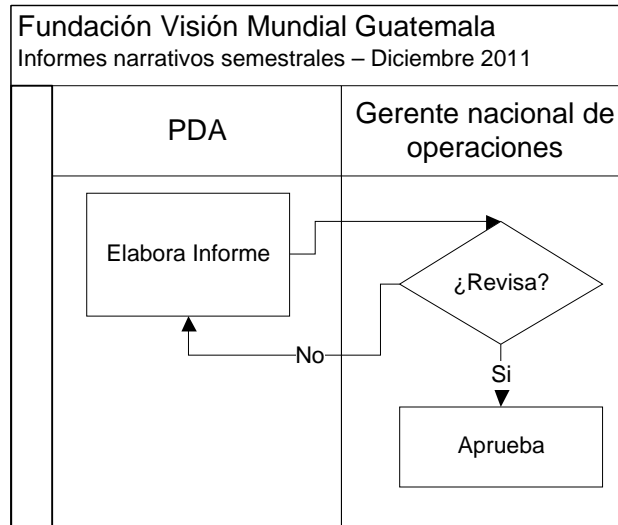 Fundación Visión Mundial Guatemala
Informes narrativos semestrales – Diciembre 2011
PDA
Gerente nacional de
operaciones
Elabora Informe
¿Revisa?
No
Si
Aprueba